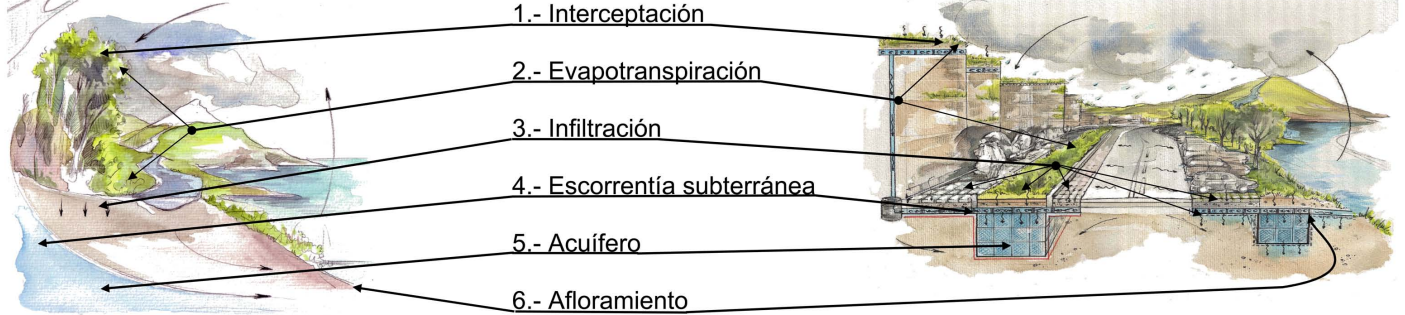 1.- Interceptación
2.- Evapotranspiración
3.- Infiltración
4.- Escorrentía subterránea
5.- Acuífero
6.- Afloramiento